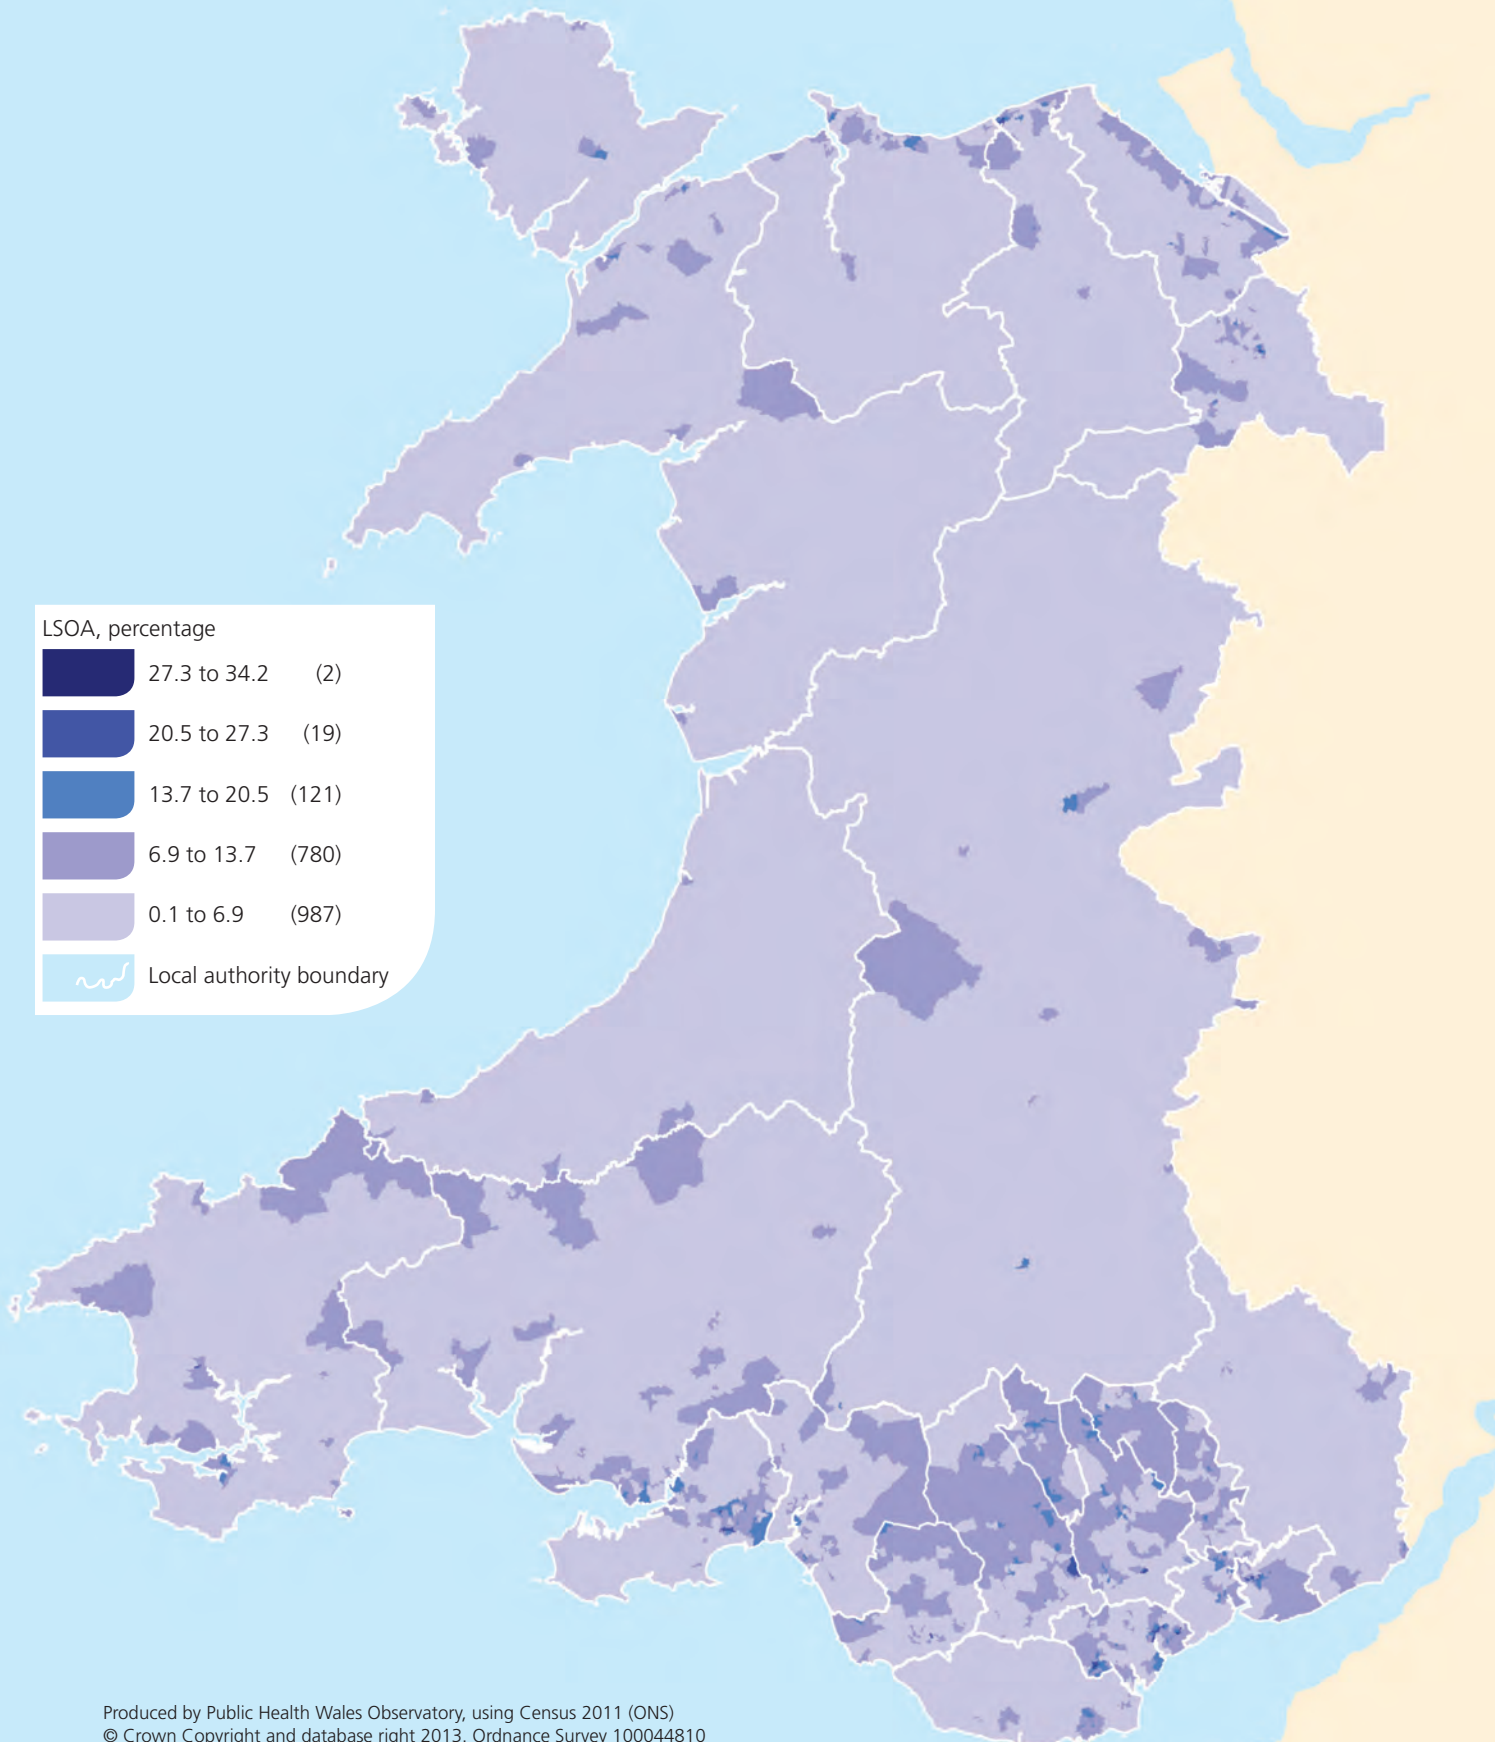 LSOA, percentage
27.3 to 34.2 (2)
20.5 to 27.3 (19)
13.7 to 20.5 (121)
6.9 to 13.7 (780)
0.1 to 6.9 (987)
Local authority boundary
Produced by Public Health Wales Observatory, using Census 2011 (ONS)
© Crown Copyright and database right 2013. Ordnance Survey 100044810